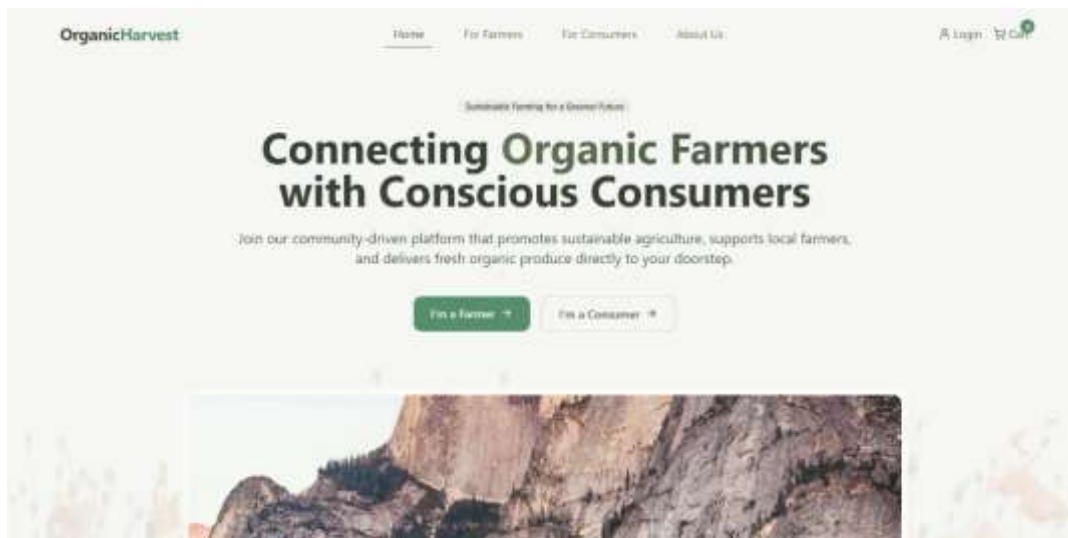 OrganicHarvest
Home For Farmers For Consumers About Us
Login Cart
Sustainable Farming for a Greener Future
Connecting Organic Farmers
with Conscious Consumers
Join our community-driven platform that promotes sustainable agriculture, supports local farmers,
and delivers fresh organic produce directly to your doorstep.
I'm a Farmer → I'm a Consumer →